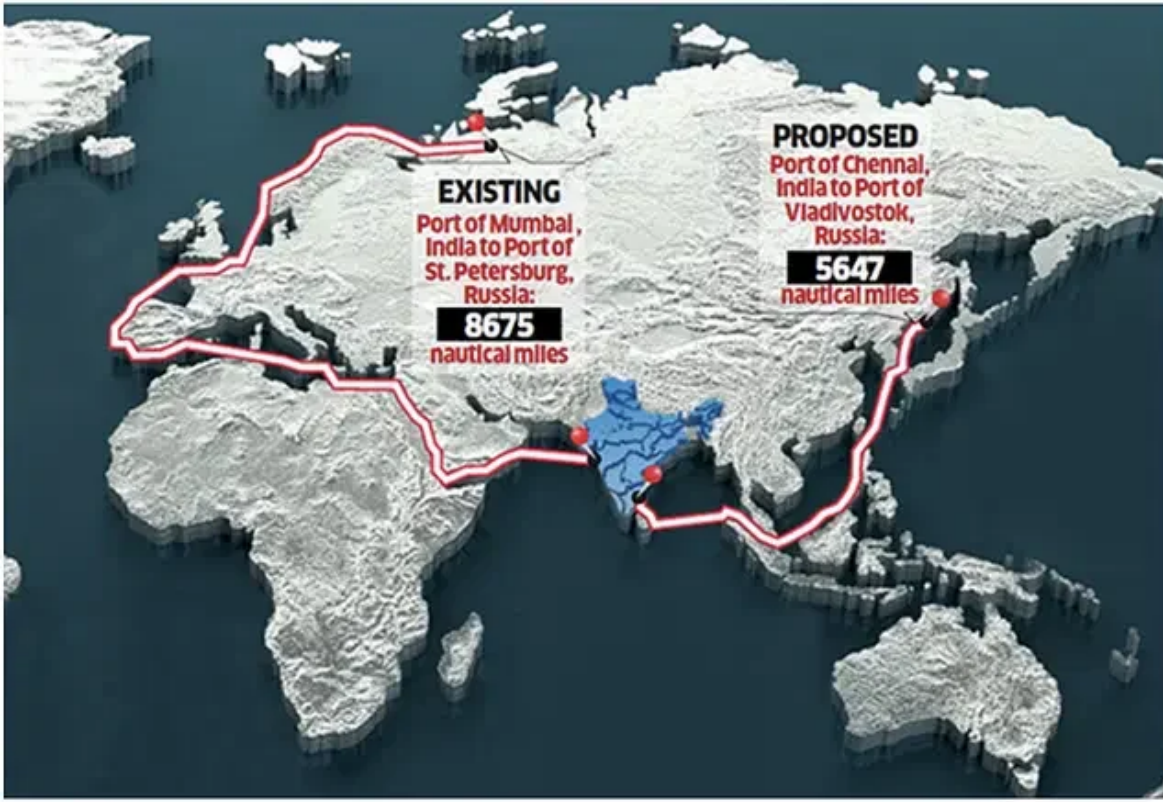 EXISTING
Port of Mumbai,
India to Port of
St. Petersburg,
Russia:
8675
nautical miles
PROPOSED
Port of Chennai,
India to Port of
Vladivostok,
Russia:
5647
nautical miles